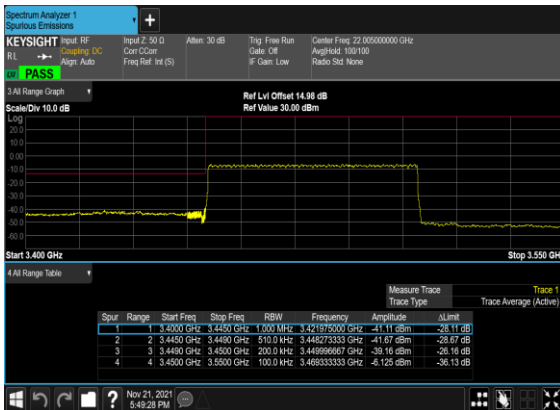 Spectrum Analyzer 1
Spurious Emissions
+
KEYSIGHT Input: RF Input Z: 50 Ω Atten: 30 dB Trig: Free Run Center Freq: 22.005000000 GHz
RL Coupling: DC Corr CCorr Gate: Off Avg|Hold: 100/100
Align: Auto Freq Ref: Int (S) IF Gain: Low Radio Std: None
PASS
3 All Range Graph
Ref Lvl Offset 14.98 dB
Scale/Div 10.0 dB Ref Value 30.00 dBm
Log
20.0
10.0
0.00
-10.0
-20.0
-30.0
-40.0
-50.0
-60.0
Start 3.400 GHz Stop 3.550 GH
4 All Range Table
Measure Trace Trace 1
Trace Type Trace Average (Active)
Spur Range Start Freq Stop Freq RBW Frequency Amplitude ΔLimit
1 1 3.4000 GHz 3.4450 GHz 1.000 MHz 3.421975000 GHz -41.11 dBm -28.11 dB
2 2 3.4450 GHz 3.4490 GHz 510.0 kHz 3.448273333 GHz -41.67 dBm -28.67 dB
3 3 3.4490 GHz 3.4500 GHz 200.0 kHz 3.449996667 GHz -39.16 dBm -26.16 dB
4 4 3.4500 GHz 3.5500 GHz 100.0 kHz 3.469333333 GHz -6.125 dBm -36.13 dB
? Nov 21, 2021
5:49:28 PM